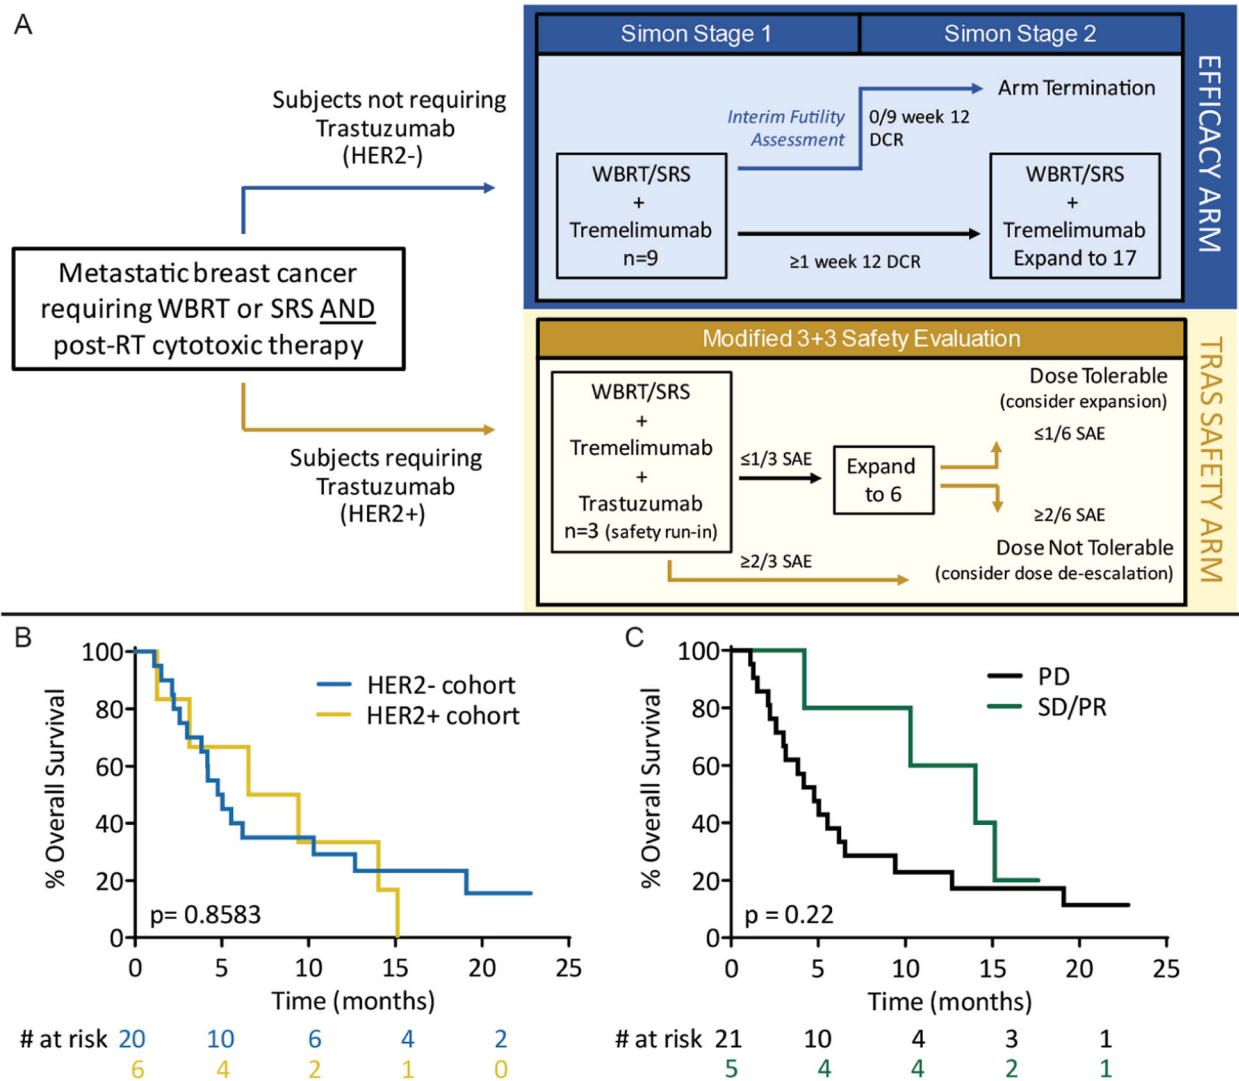 A
Subjects not requiring
Trastuzumab
(HER2-)
Metastatic breast cancer
requiring WBRT or SRS AND
post-RT cytotoxic therapy
Subjects requiring
Trastuzumab
(HER2+)
Simon Stage 1
Simon Stage 2
Interim Futility
Assessment
0/9 week 12
DCR
Arm Termination
WBRT/SRS
+
Tremelimumab
n=9
≥1 week 12 DCR
WBRT/SRS
+
Tremelimumab
Expand to 17
EFFICACY ARM
Modified 3+3 Safety Evaluation
WBRT/SRS
+
Tremelimumab
+
Trastuzumab
n=3 (safety run-in)
≤1/3 SAE
≥2/3 SAE
Expand
to 6
Dose Tolerable
(consider expansion)
≤1/6 SAE
≥2/6 SAE
Dose Not Tolerable
(consider dose de-escalation)
TRAS SAFETY ARM
B
% Overall Survival
100
80
60
40
20
0
HER2- cohort
HER2+ cohort
p= 0.8583
0 5 10 15 20 25
Time (months)
# at risk 20 10 6 4 2
6 4 2 1 0
C
% Overall Survival
100
80
60
40
20
0
PD
SD/PR
p = 0.22
0 5 10 15 20 25
Time (months)
# at risk 21 10 4 3 1
5 4 4 2 1